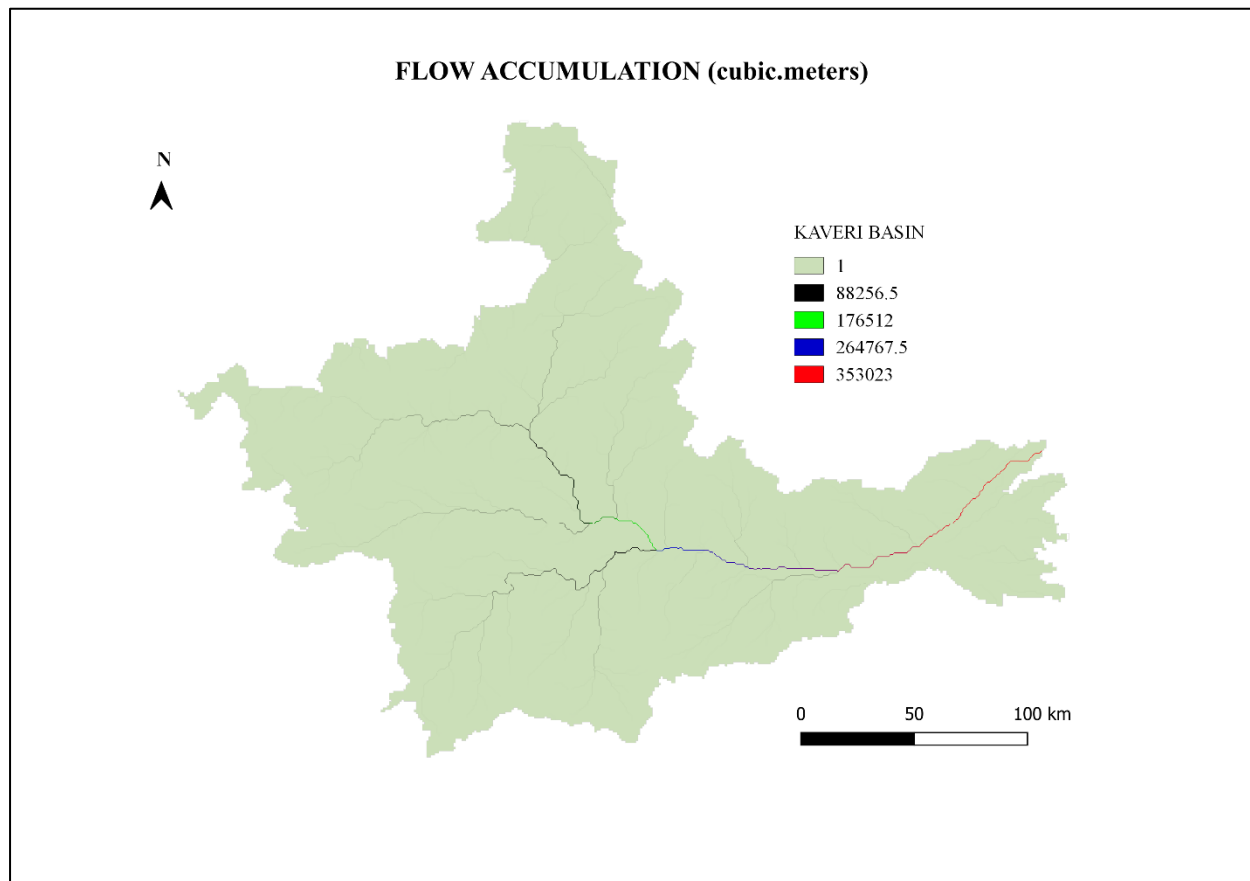 FLOW ACCUMULATION (cubic.meters)
N
KAVERI BASIN
1
88256.5
176512
264767.5
353023
0 50 100 km